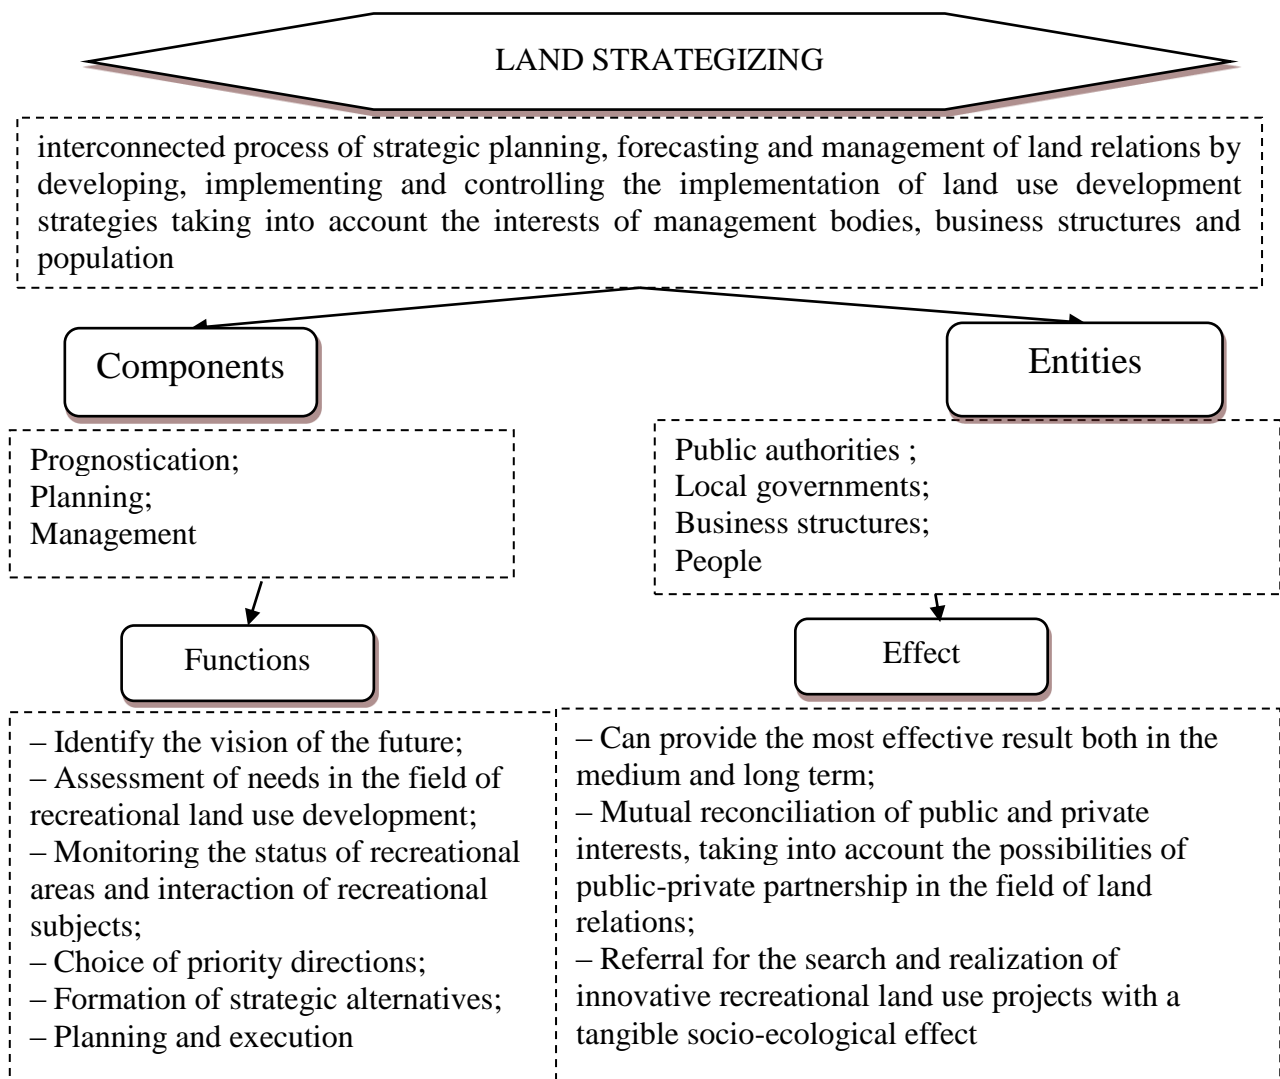 LAND STRATEGIZING
interconnected process of strategic planning, forecasting and management of land relations by
developing, implementing and controlling the implementation of land use development
strategies taking into account the interests of management bodies, business structures and
population
Components
Entities
Prognostication;
Planning;
Management
Public authorities ;
Local governments;
Business structures;
People
Functions
Effect
– Identify the vision of the future;
– Assessment of needs in the field of
recreational land use development;
– Monitoring the status of recreational
areas and interaction of recreational
subjects;
– Choice of priority directions;
– Formation of strategic alternatives;
– Planning and execution
– Can provide the most effective result both in the
medium and long term;
– Mutual reconciliation of public and private
interests, taking into account the possibilities of
public-private partnership in the field of land
relations;
– Referral for the search and realization of
innovative recreational land use projects with a
tangible socio-ecological effect